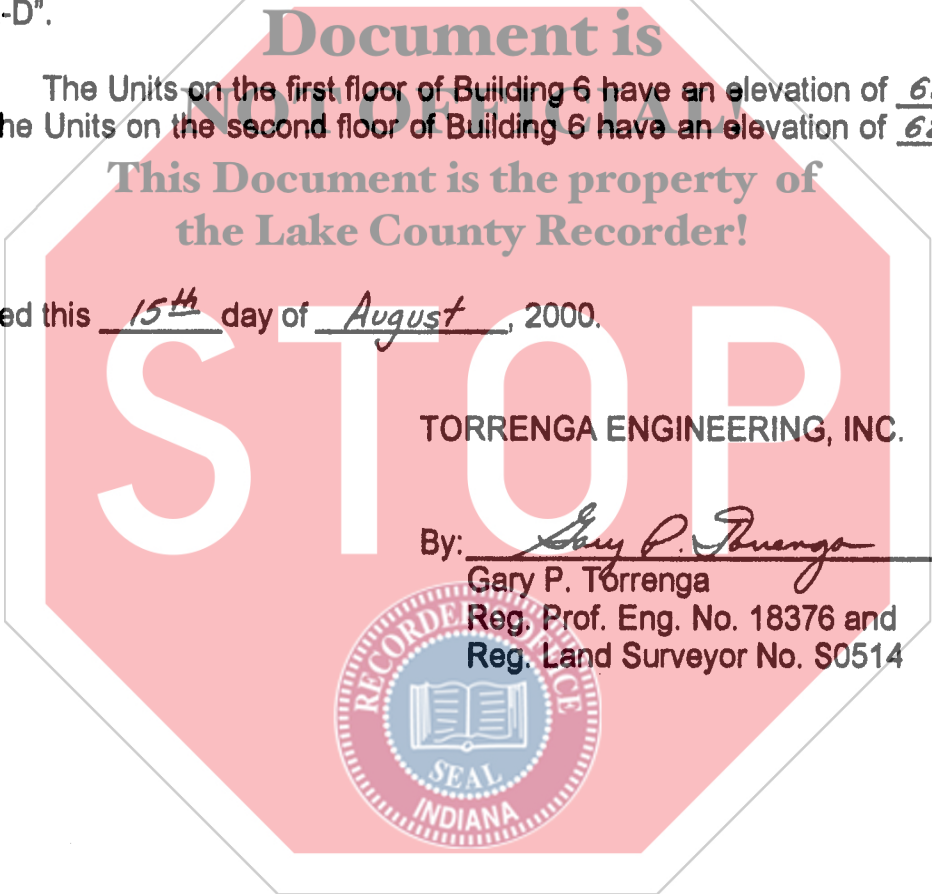 -D".
Document is
The Units on the first floor of Building 6 have an elevation of
NOT OFFICIAL!
he Units on the second floor of Building 6 have an elevation of
This Document is the property of
the Lake County Recorder!
ed this 15th day of August, 2000.
STOP
TORRENGA ENGINEERING, INC.
By: Gary P. Torrenga
Gary P. Torrenga
Reg. Prof. Eng. No. 18376 and
Reg. Land Surveyor No. S0514
RECORDER'S OFFICE
SEAL
INDIANA